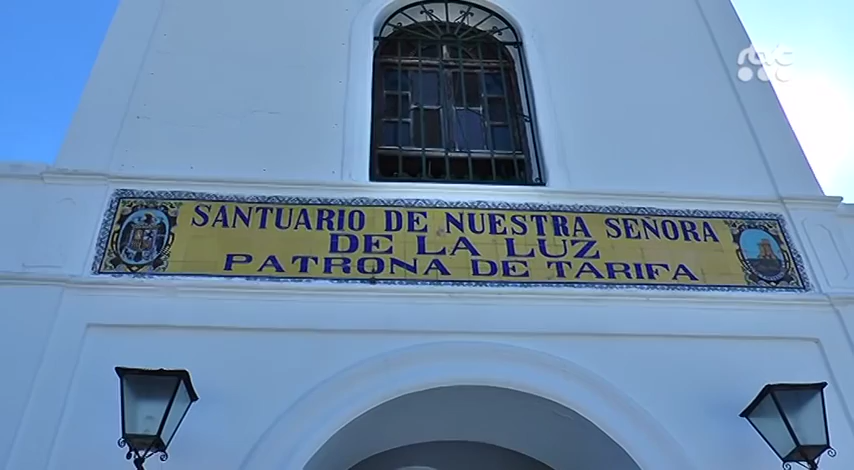 SANTUARIO DE NUESTRA SEÑORA
DE LA LUZ
PATRONA DE TARIFA